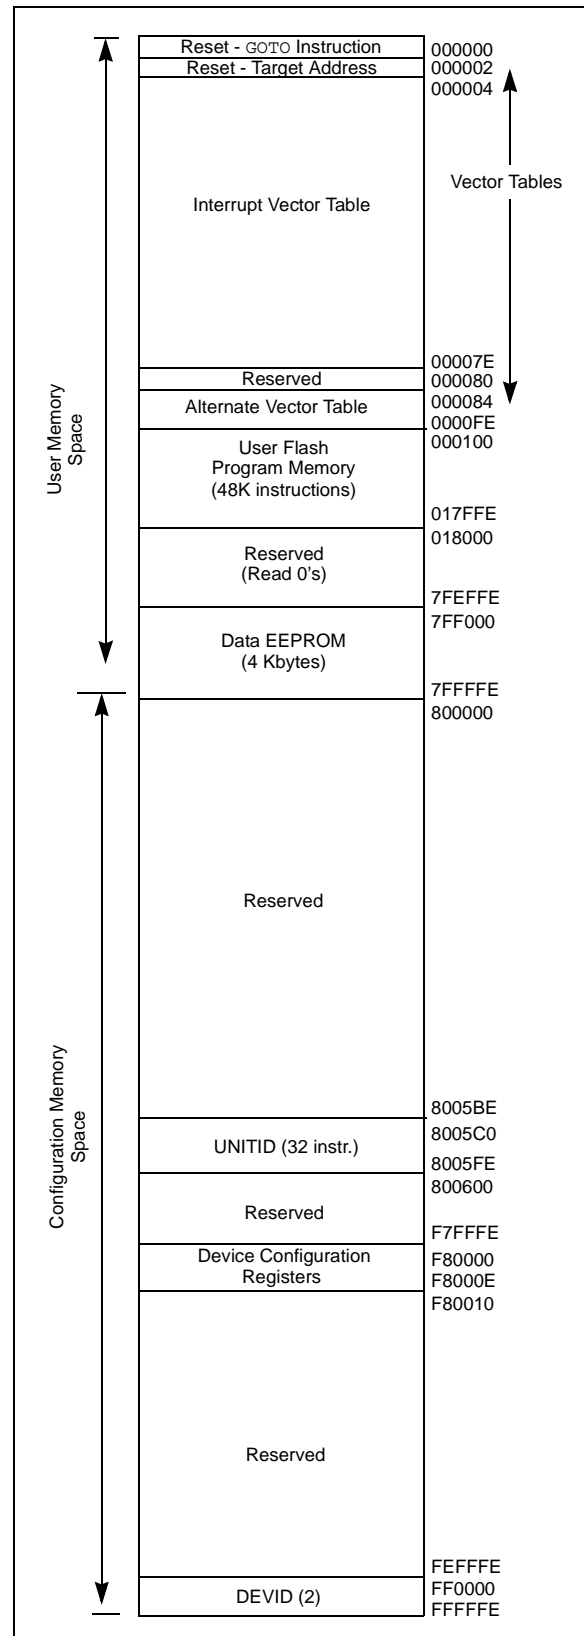 Reset - GOTO Instruction
000000
Reset - Target Address
000002
000004
Vector Tables
Interrupt Vector Table
00007E
Reserved
000080
Alternate Vector Table
000084
0000FE
User Memory
Space
User Flash
Program Memory
(48K instructions)
000100
017FFE
018000
Reserved
(Read 0's)
7FEFFE
7FF000
Data EEPROM
(4 Kbytes)
7FFFFE
800000
Reserved
Configuration Memory
Space
8005BE
8005C0
UNITID (32 instr.)
8005FE
800600
Reserved
F7FFFE
Device Configuration
Registers
F80000
F8000E
F80010
Reserved
FEFFFE
DEVID (2)
FF0000
FFFFFE